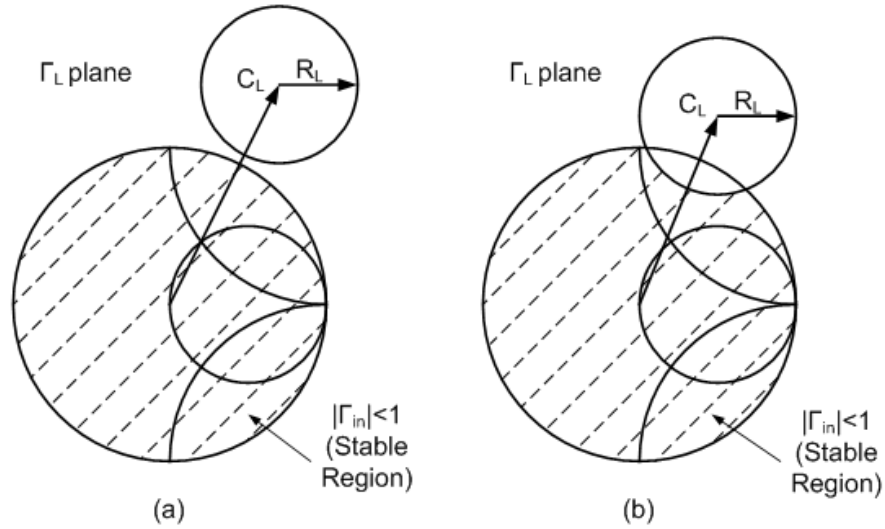 ΓL plane
CL
RL
|Γin|<1
(Stable
Region)
(a)
ΓL plane
CL
RL
|Γin|<1
(Stable
Region)
(b)